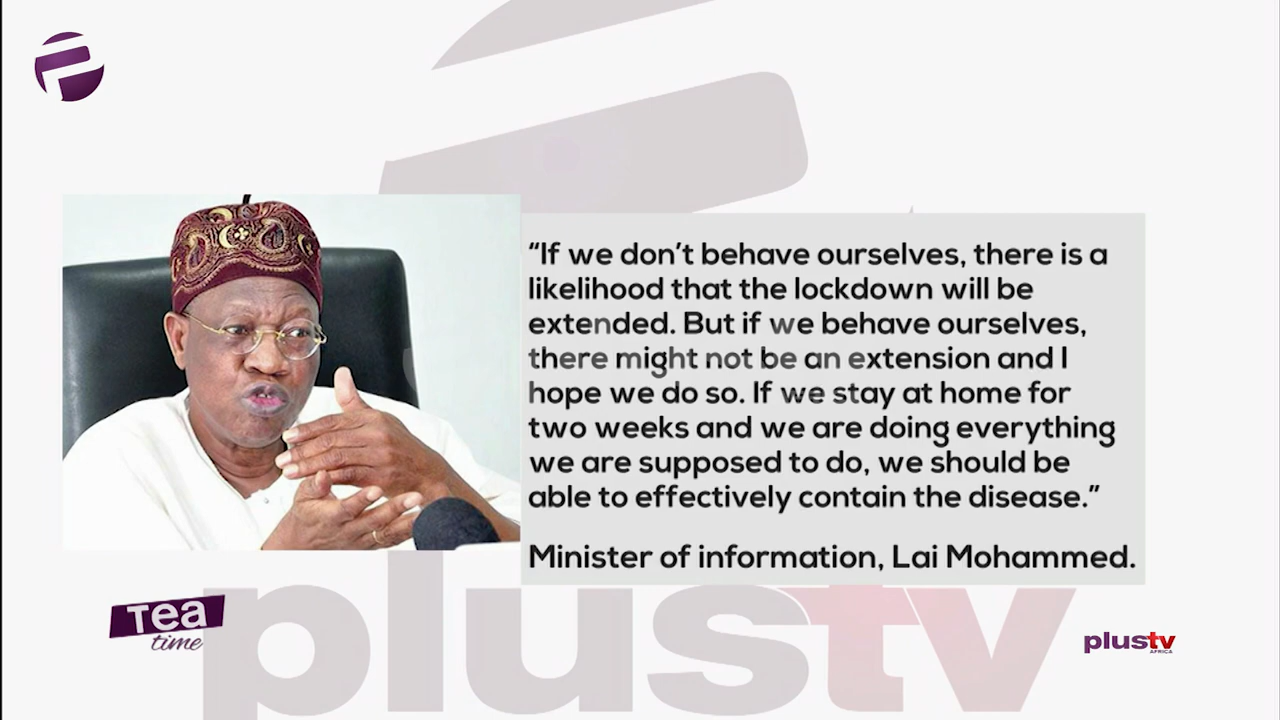 “If we don’t behave ourselves, there is a
likelihood that the lockdown will be
extended. But if we behave ourselves,
there might not be an extension and I
hope we do so. If we stay at home for
two weeks and we are doing everything
we are supposed to do, we should be
able to effectively contain the disease.”
Minister of information, Lai Mohammed.
Tea
time
plustv
plustv
AFRICA